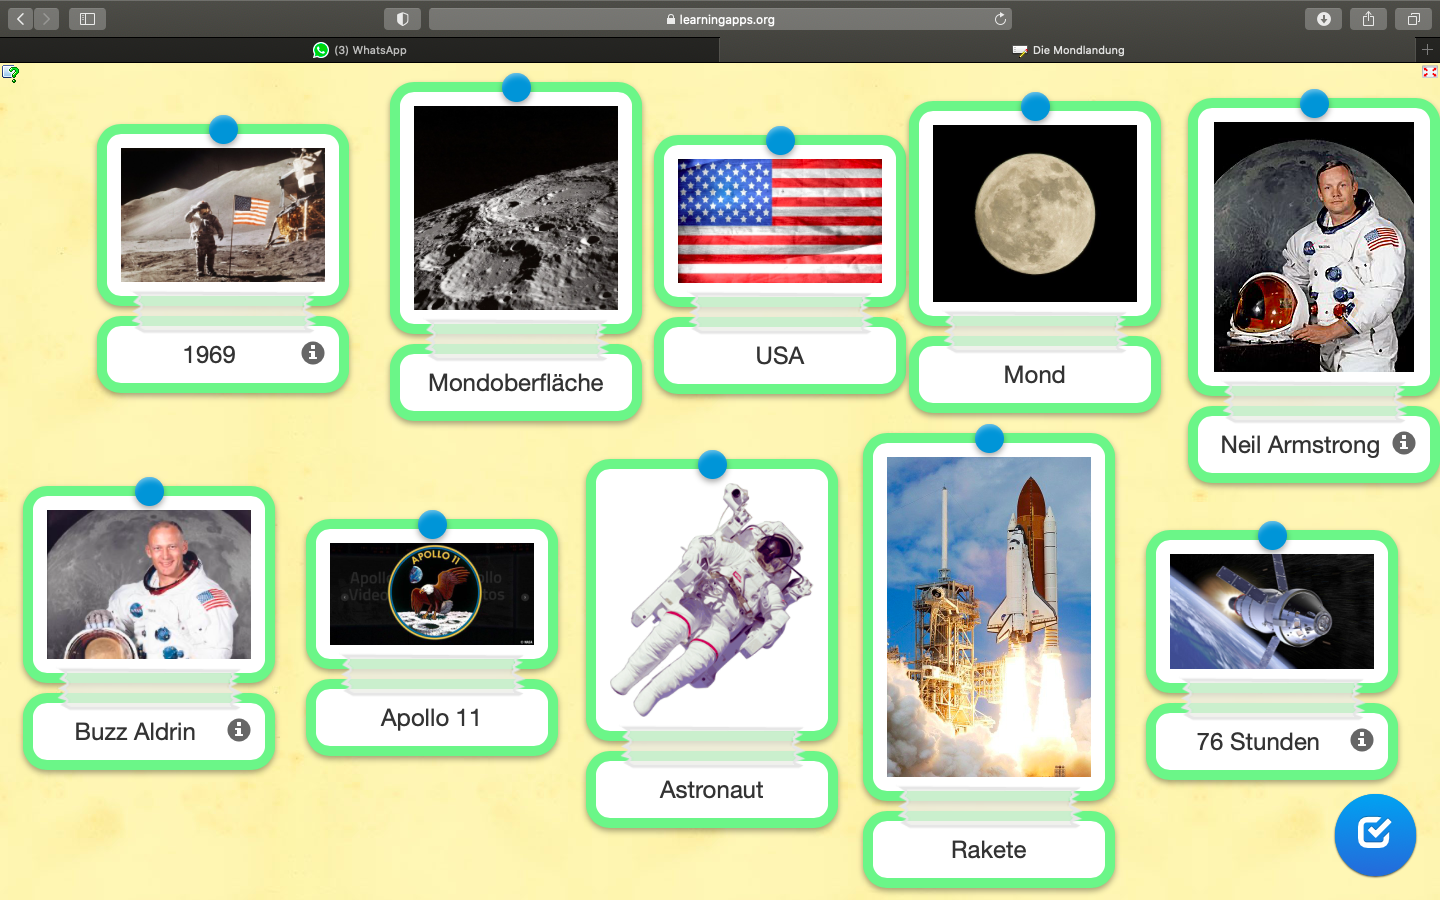 learningapps.org
(3) WhatsApp
Die Mondlandung
1969
Mondoberfläche
USA
Mond
Neil Armstrong
Buzz Aldrin
APOLLO 11
Apollo 11
Astronaut
Rakete
76 Stunden